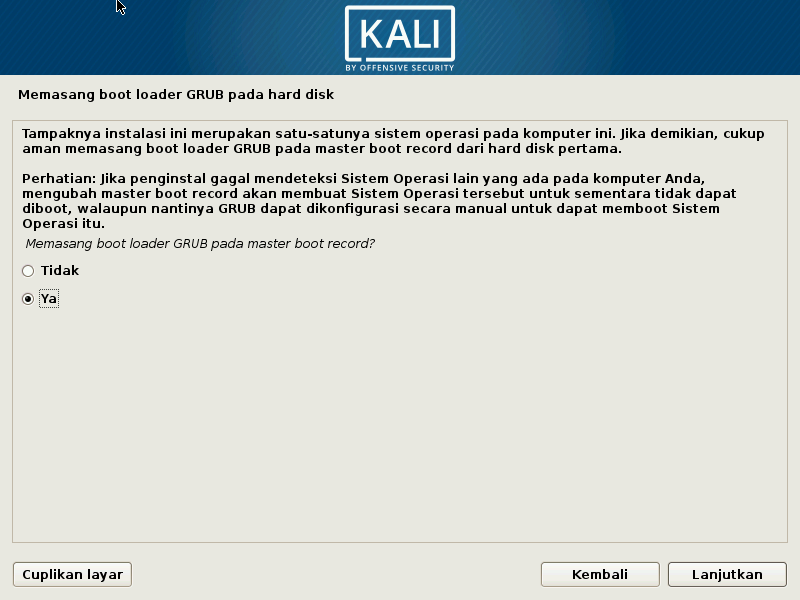 KALI
BY OFFENSIVE SECURITY
Memasang boot loader GRUB pada hard disk
Tampaknya instalasi ini merupakan satu-satunya sistem operasi pada komputer ini. Jika demikian, cukup
aman memasang boot loader GRUB pada master boot record dari hard disk pertama.
Perhatian: Jika penginstal gagal mendeteksi Sistem Operasi lain yang ada pada komputer Anda,
mengubah master boot record akan membuat Sistem Operasi tersebut untuk sementara tidak dapat
diboot, walaupun nantinya GRUB dapat dikonfigurasi secara manual untuk dapat memboot Sistem
Operasi itu.
Memasang boot loader GRUB pada master boot record?
Tidak
Ya
Cuplikan layar
Kembali
Lanjutkan